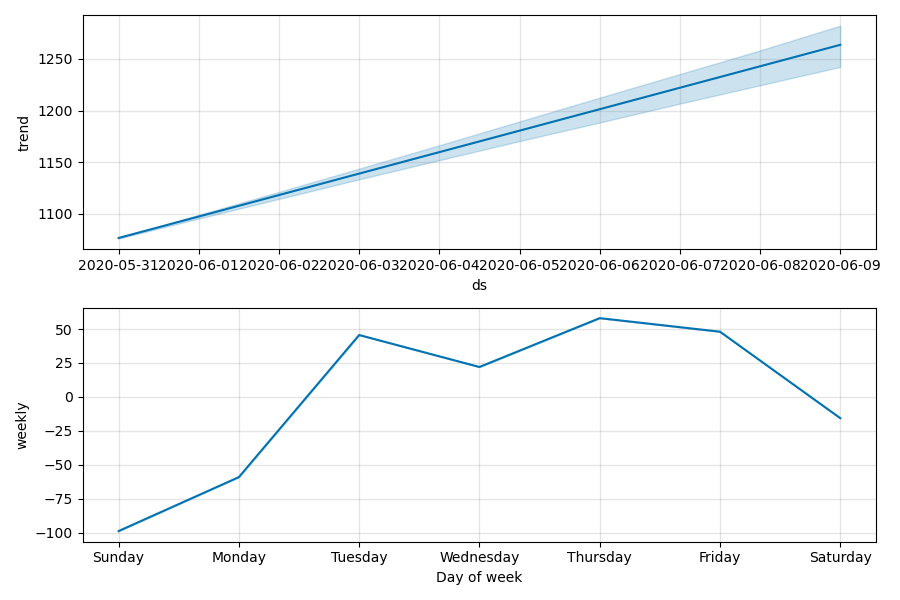 1250
1200
1150
1100
trend
2020-05-31 2020-06-01 2020-06-02 2020-06-03 2020-06-04 2020-06-05 2020-06-06 2020-06-07 2020-06-08 2020-06-09
ds
50
25
0
−25
−50
−75
−100
weekly
Sunday Monday Tuesday Wednesday Thursday Friday Saturday
Day of week